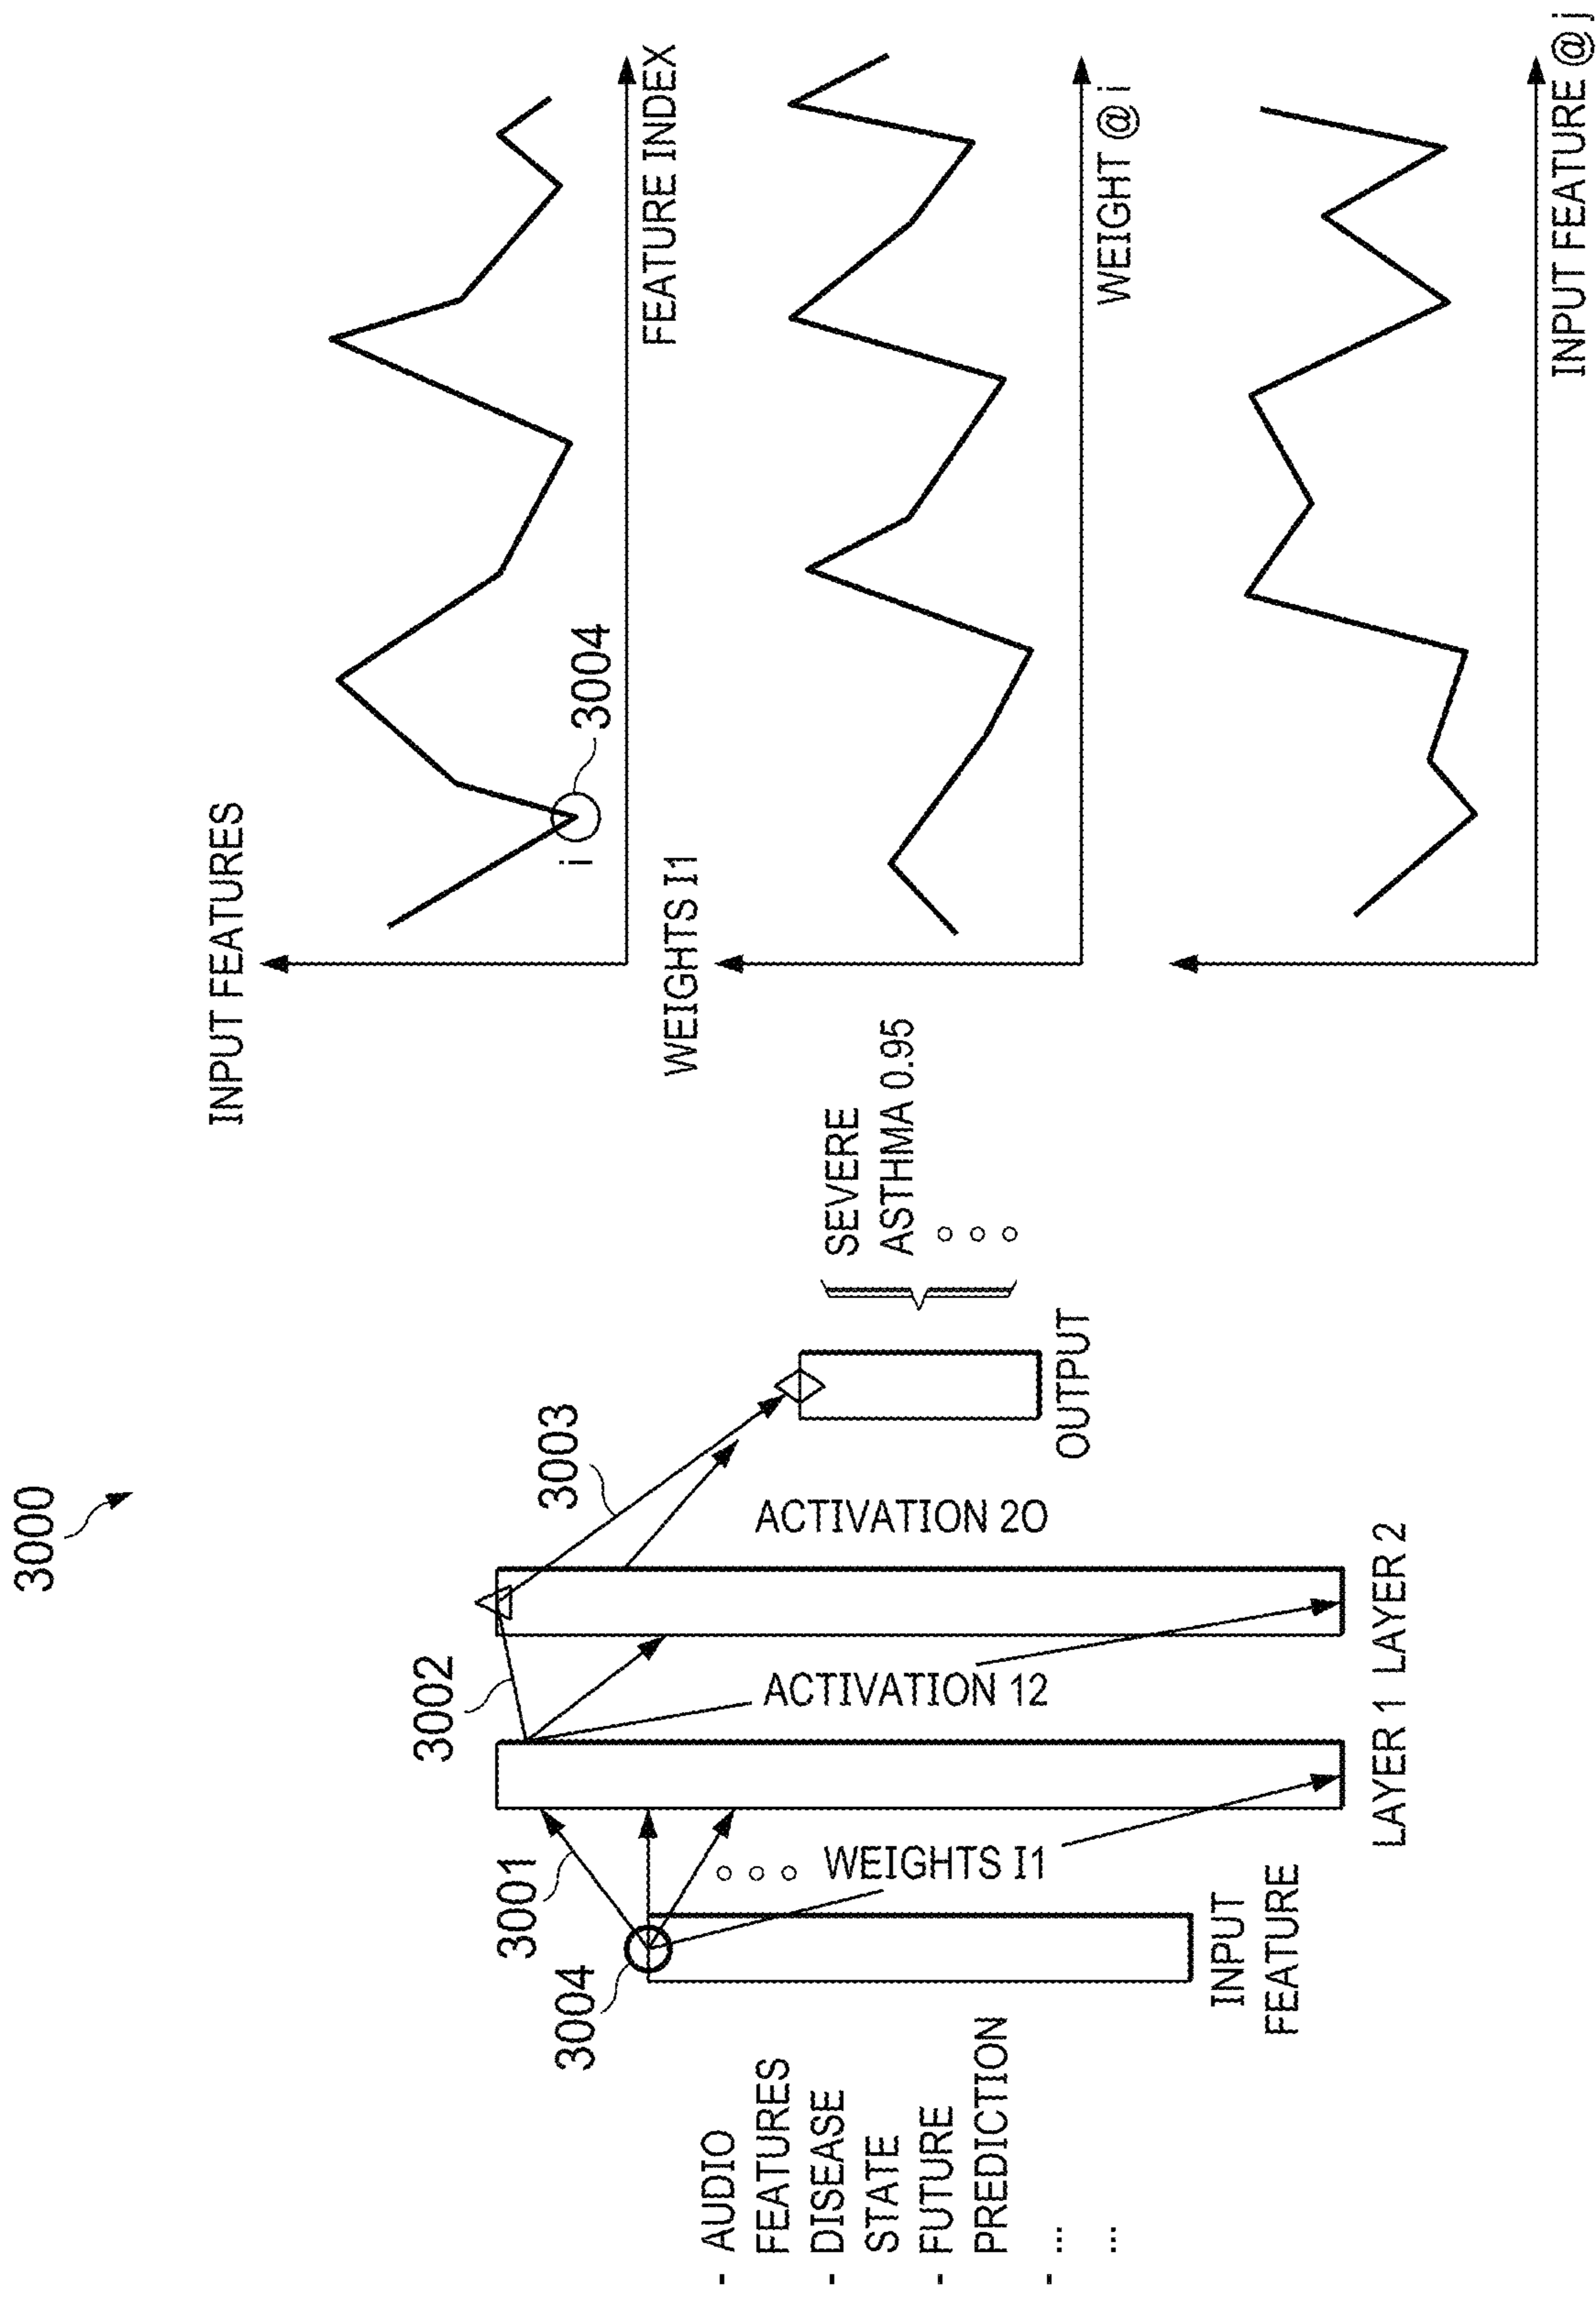 3000
- AUDIO
FEATURES
- DISEASE
STATE
- FUTURE
PREDICTION
- ...
...
3004
3001
WEIGHTS I1
INPUT
FEATURE
LAYER 1
3002
ACTIVATION 12
LAYER 2
3003
ACTIVATION 2O
OUTPUT
SEVERE
ASTHMA 0.95
INPUT FEATURES
i
3004
FEATURE INDEX
WEIGHTS I1
WEIGHT @ i
INPUT FEATURE @ j